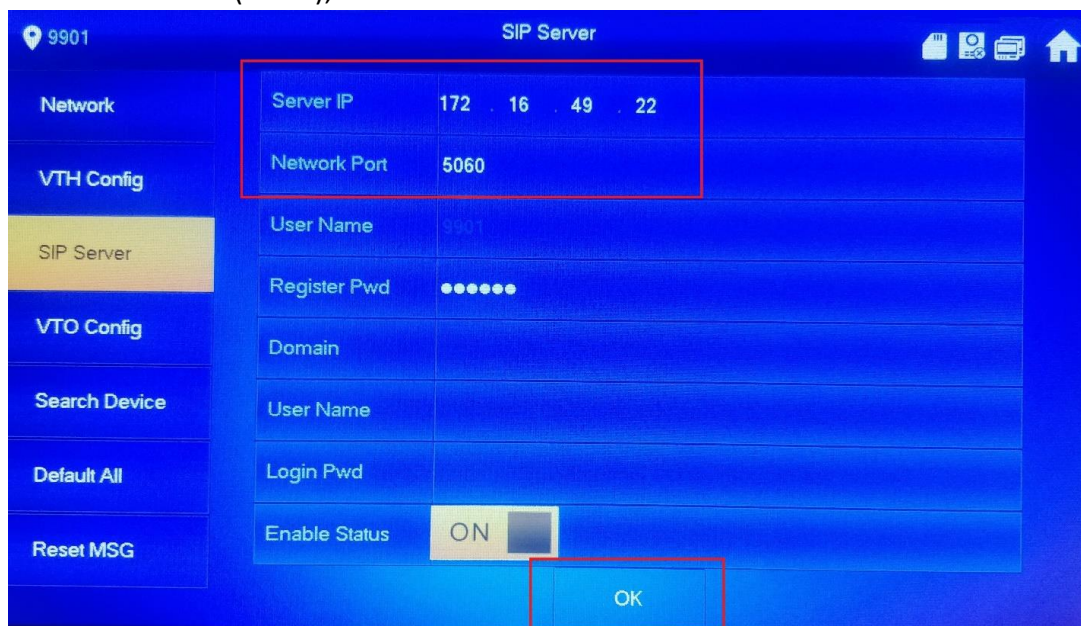 9901 SIP Server
Network
VTH Config
SIP Server
VTO Config
Search Device
Default All
Reset MSG
Server IP 172 . 16 . 49 . 22
Network Port 5060
User Name 9901
Register Pwd ●●●●●●
Domain
User Name
Login Pwd
Enable Status ON
OK